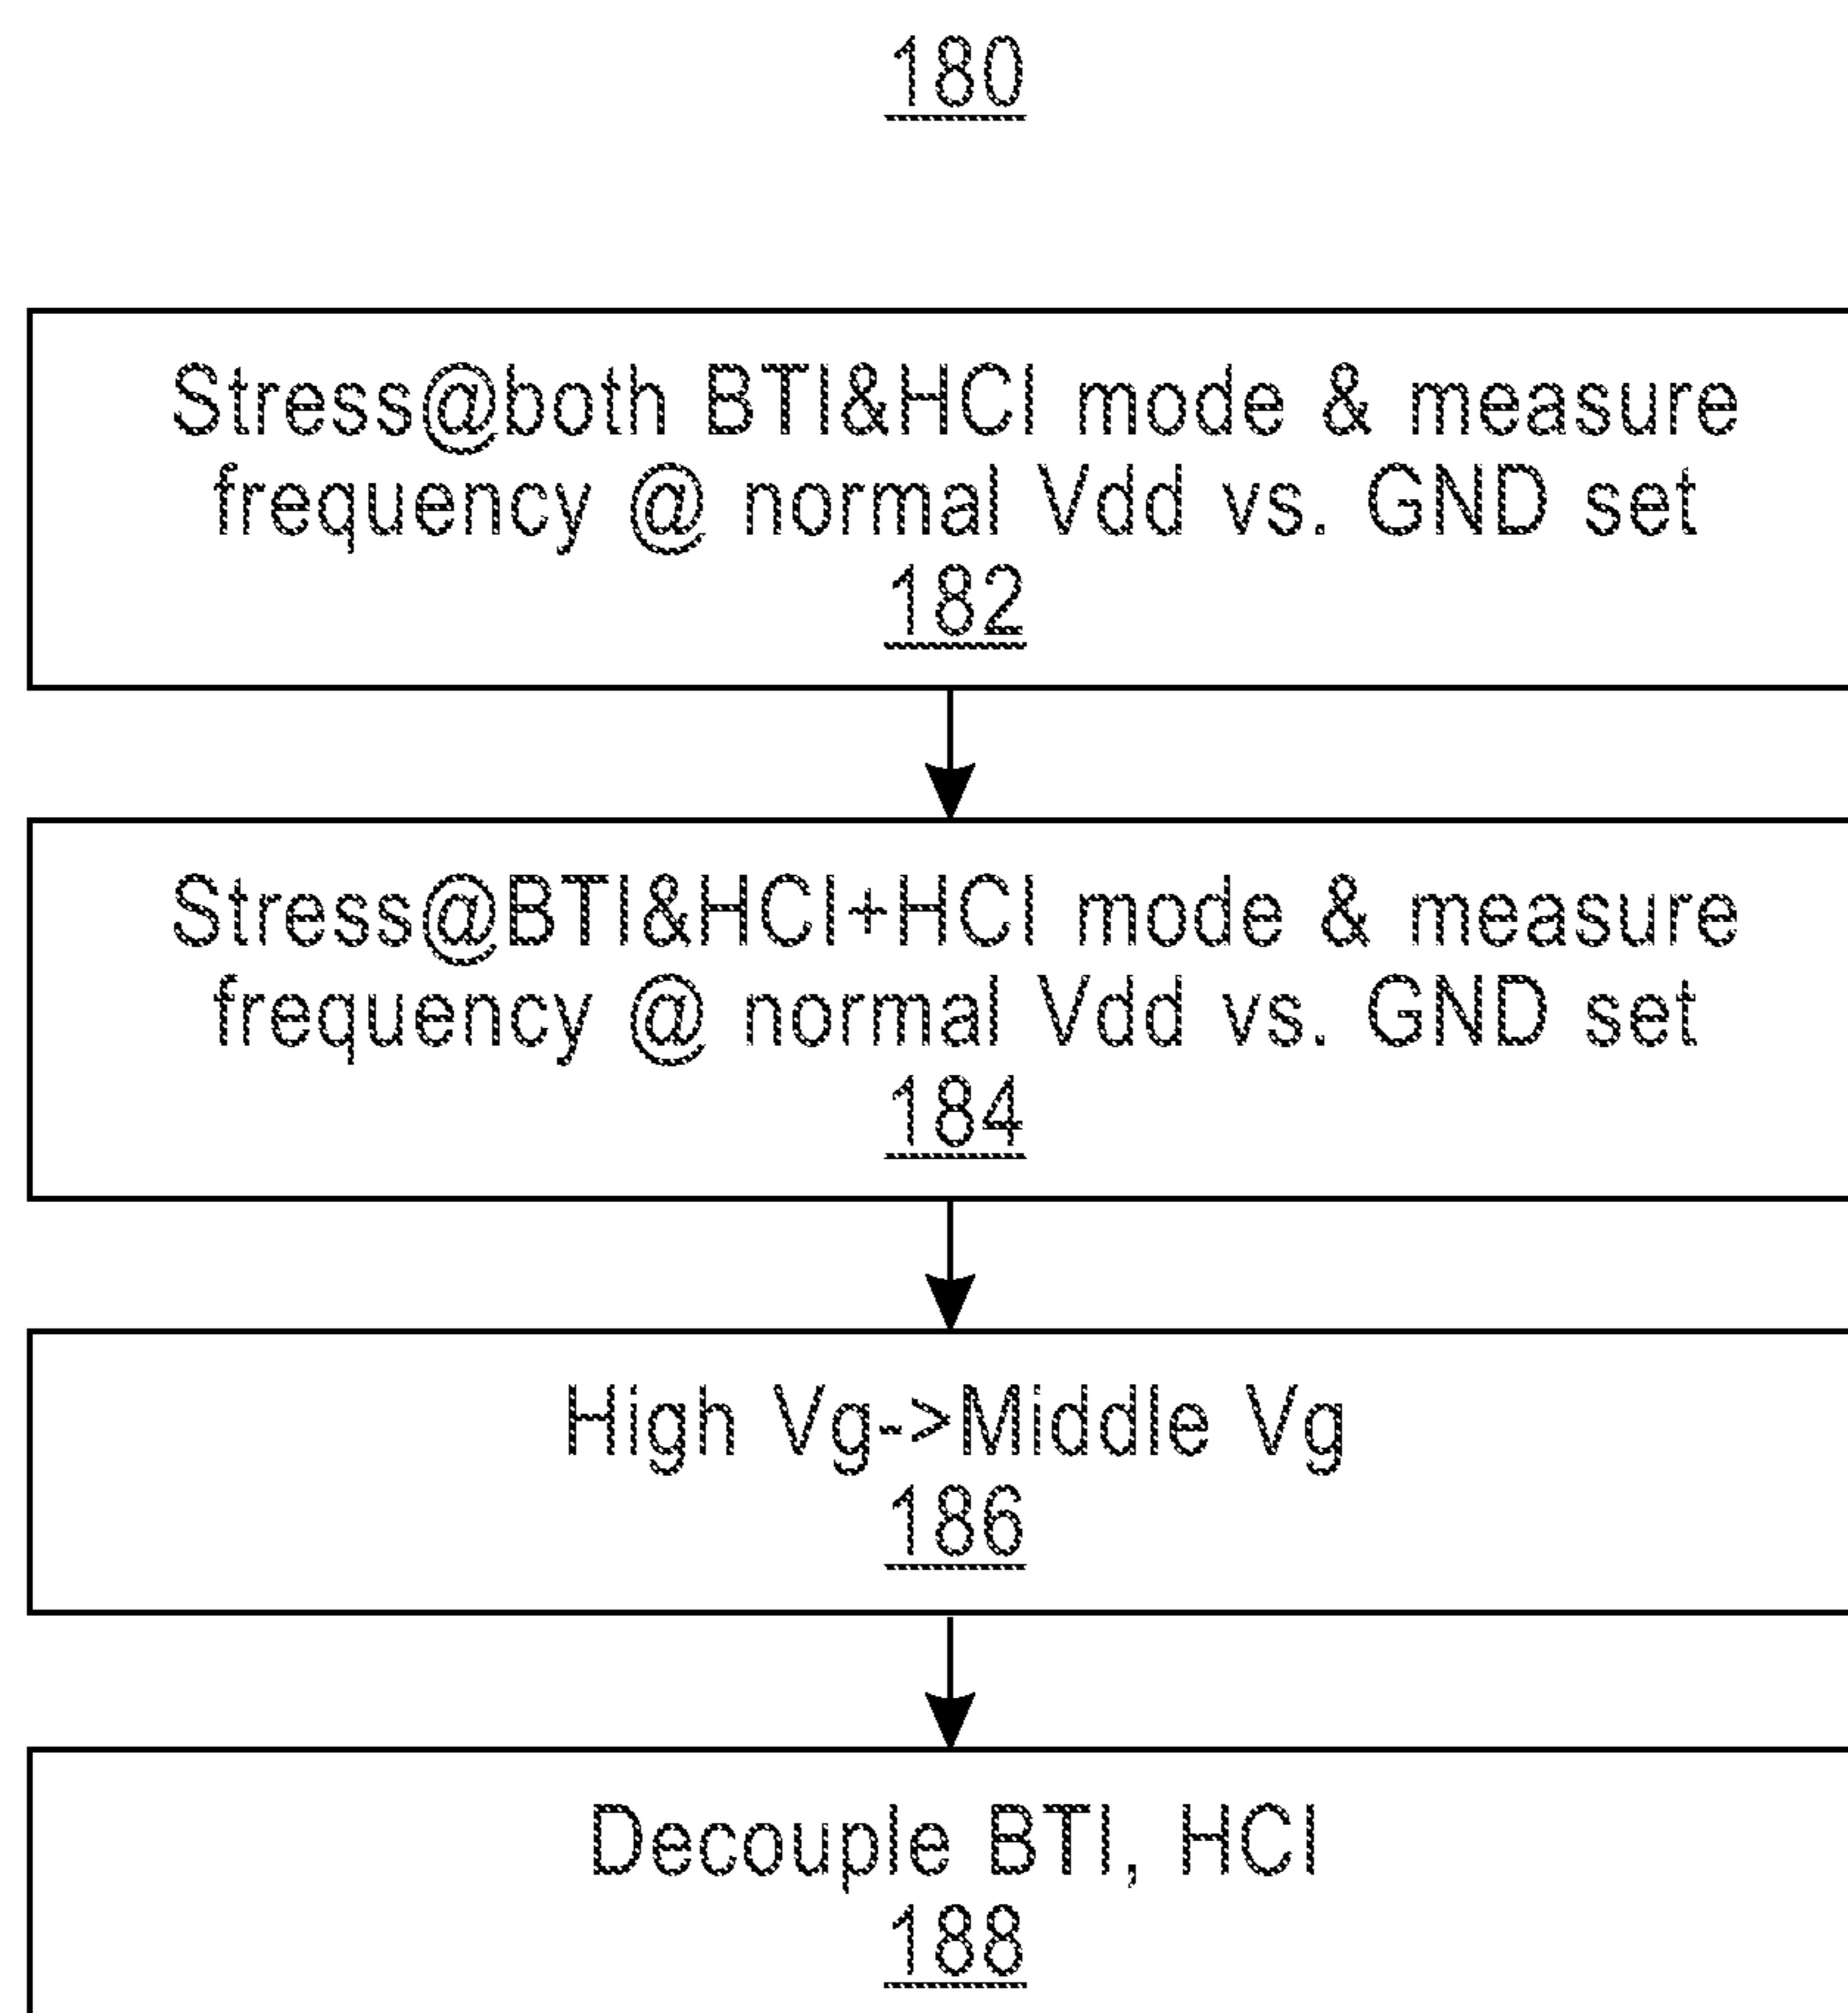 180
Stress@both BTI&HCI mode & measure
frequency @ normal Vdd vs. GND set
182
Stress@BTI&HCI+HCI mode & measure
frequency @ normal Vdd vs. GND set
184
High Vg->Middle Vg
186
Decouple BTI, HCI
188